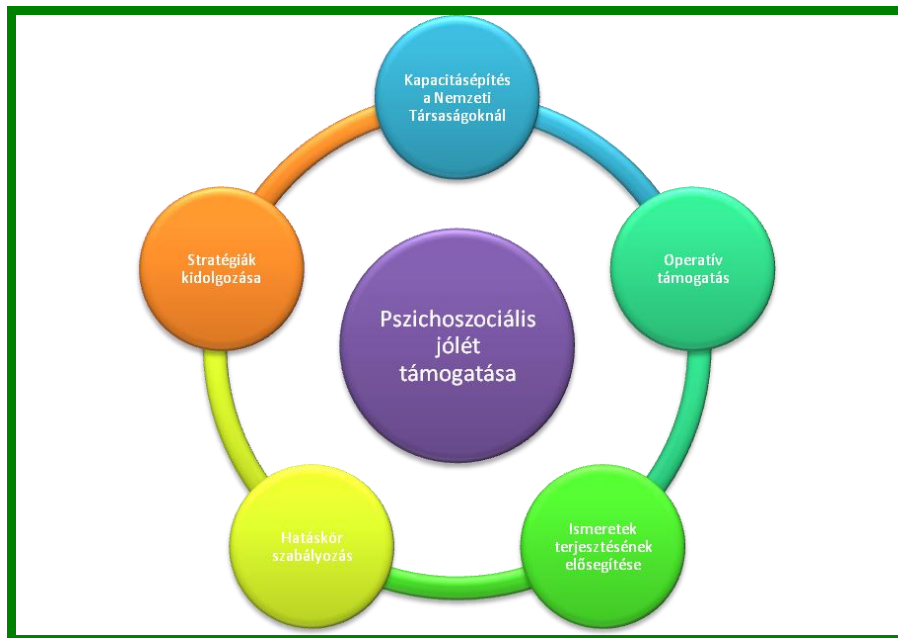 Kapacitásépítés
a Nemzeti
Társaságoknál
Operatív
támogatás
Ismeretek
terjesztésének
elősegítése
Hatáskör
szabályozás
Stratégiák
kidolgozása
Pszichoszociális
jólét
támogatása